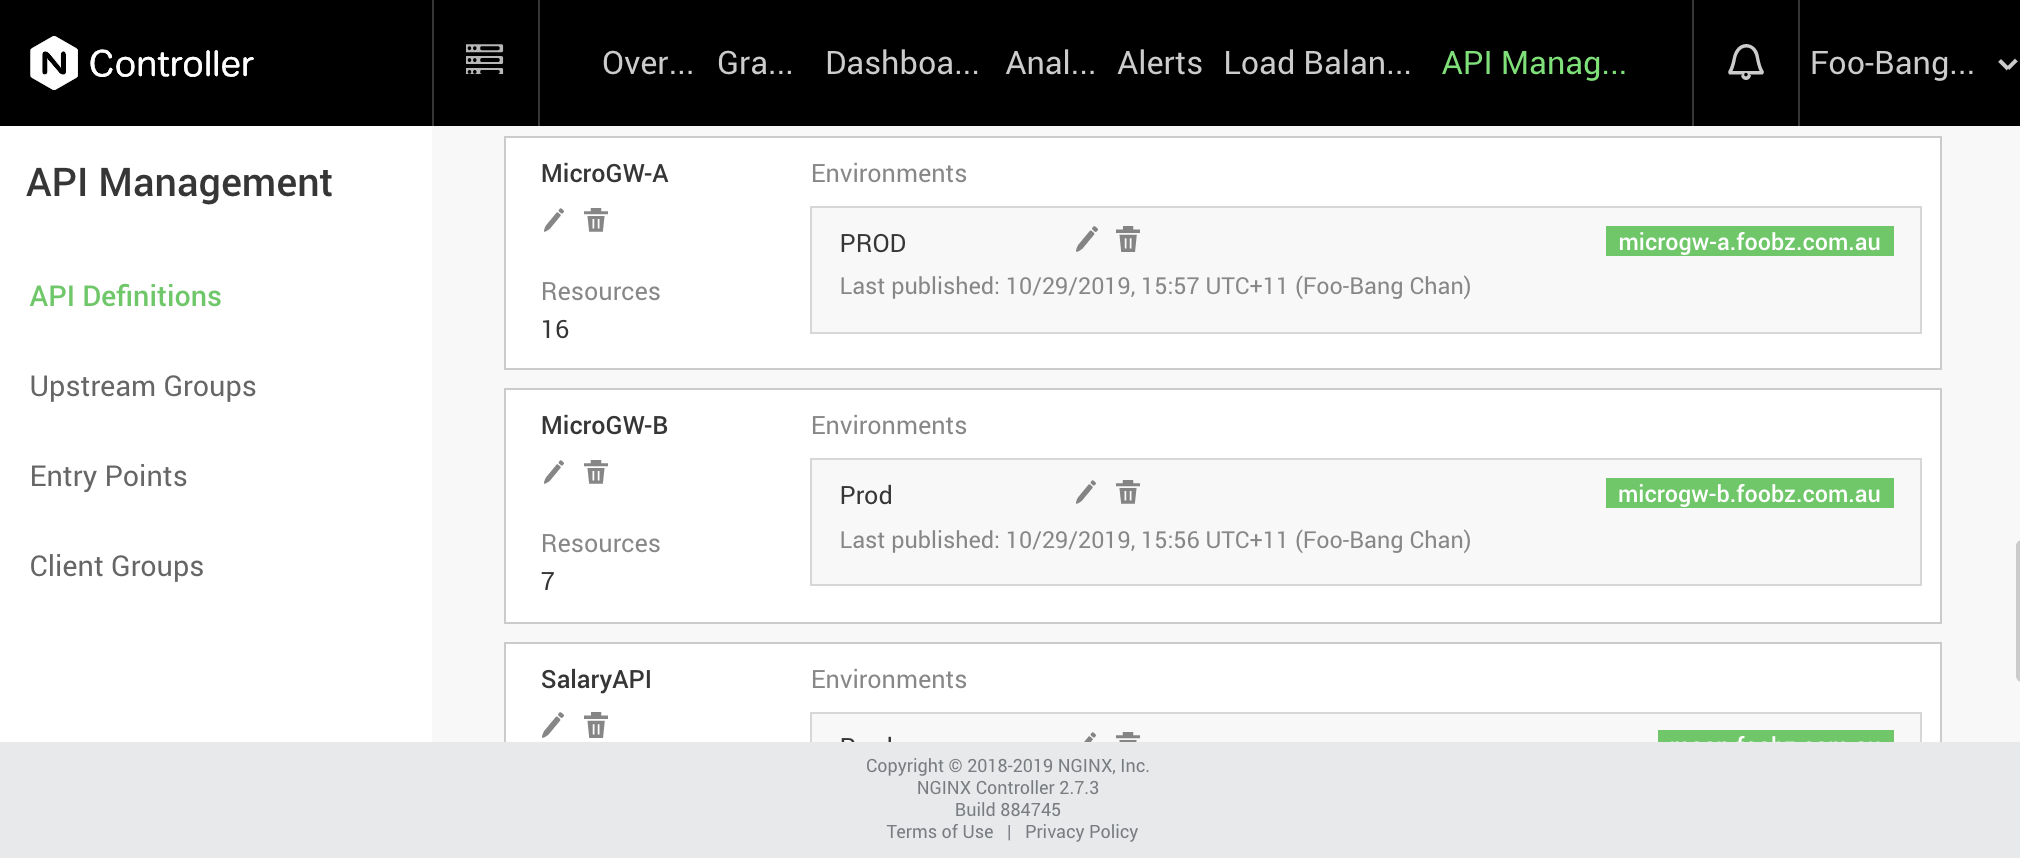 N Controller
Over... Gra... Dashboa... Anal... Alerts Load Balan... API Manag... Foo-Bang...
API Management
API Definitions
Upstream Groups
Entry Points
Client Groups
MicroGW-A
Environments
PROD
microgw-a.foobz.com.au
Last published: 10/29/2019, 15:57 UTC+11 (Foo-Bang Chan)
Resources
16
MicroGW-B
Environments
Prod
microgw-b.foobz.com.au
Last published: 10/29/2019, 15:56 UTC+11 (Foo-Bang Chan)
Resources
7
SalaryAPI
Environments
Copyright © 2018-2019 NGINX, Inc.
NGINX Controller 2.7.3
Build 884745
Terms of Use | Privacy Policy